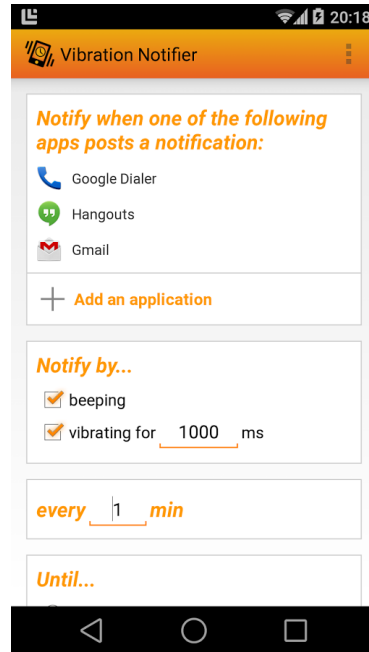 20:18
Vibration Notifier
Notify when one of the following
apps posts a notification:
Google Dialer
Hangouts
Gmail
Add an application
Notify by...
beeping
vibrating for 1000 ms
every 1 min
Until...